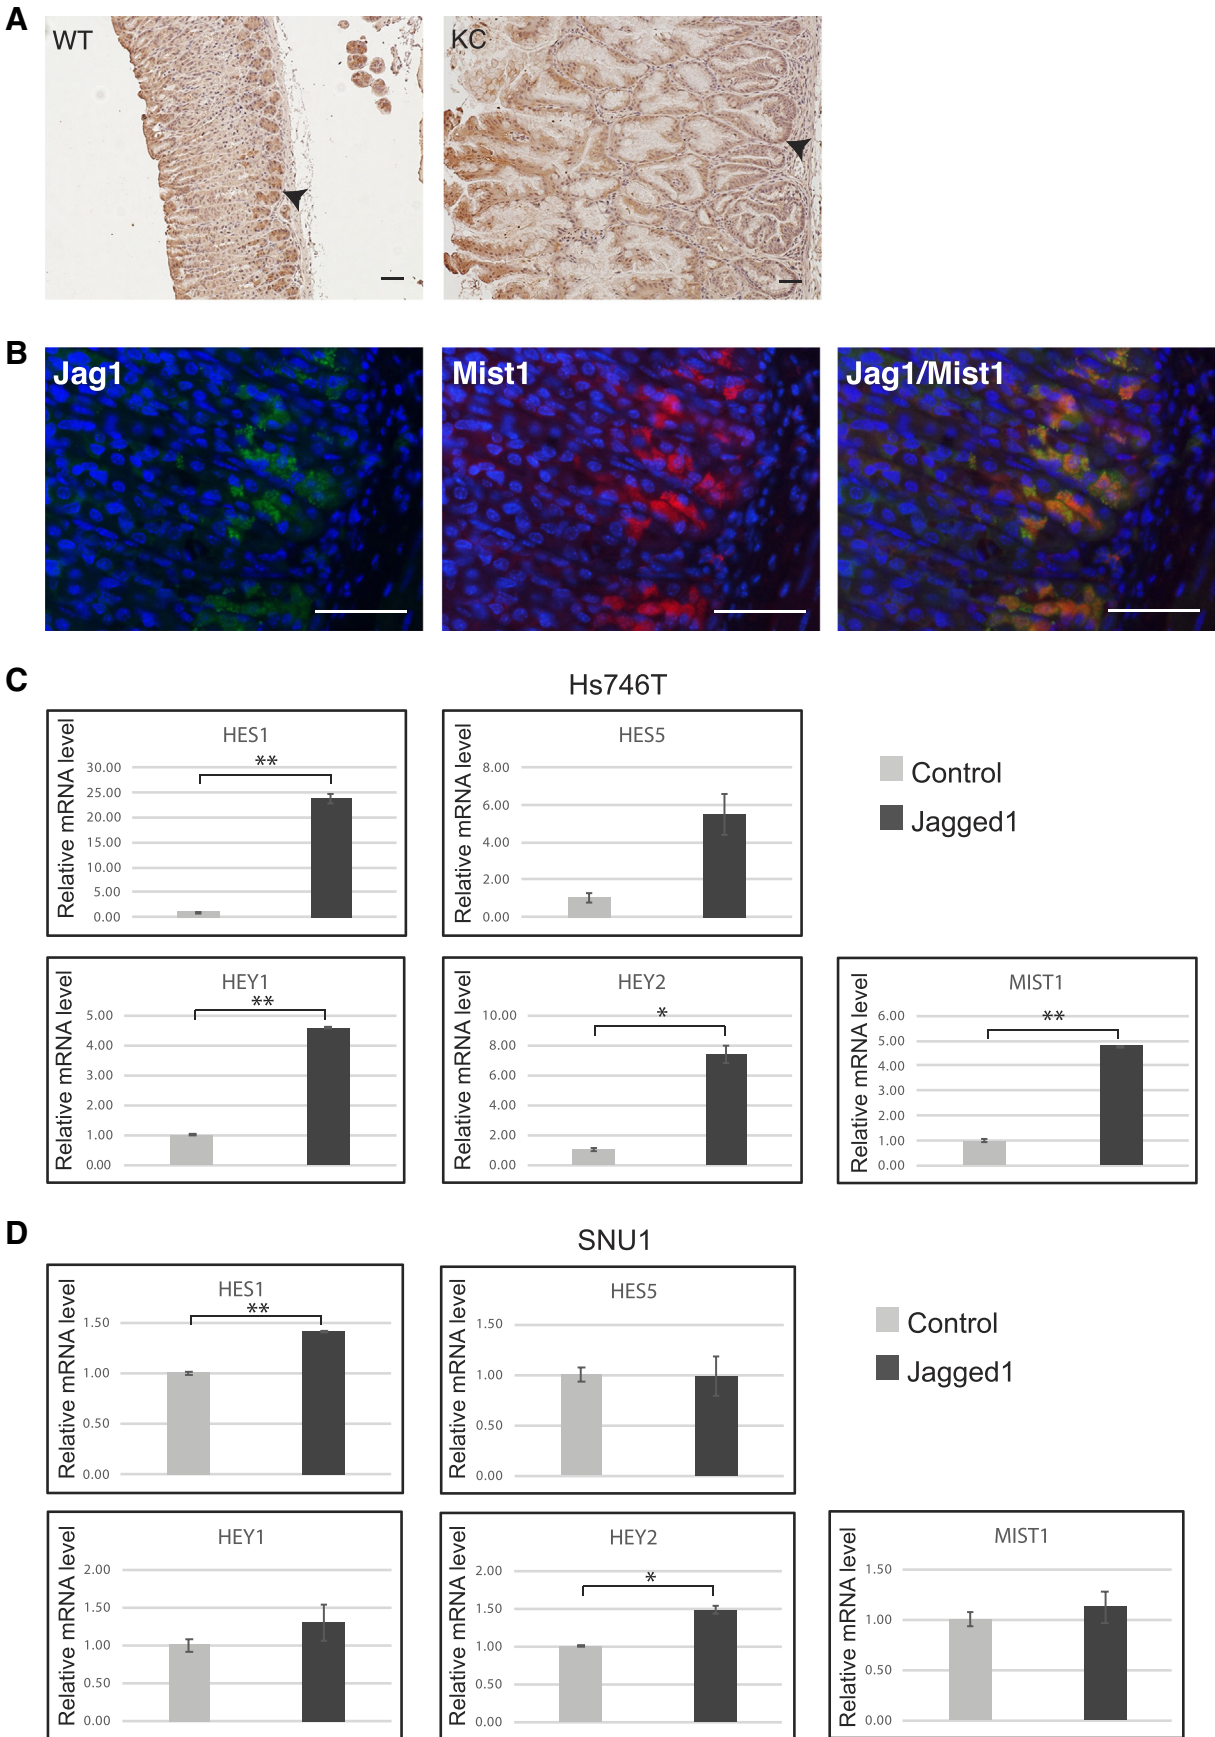 A
WT
KC
B
Jag1
Mist1
Jag1/Mist1
C
Hs746T
HES1
Relative mRNA level
30.00
25.00
20.00
15.00
10.00
5.00
0.00
**
HES5
Relative mRNA level
8.00
6.00
4.00
2.00
0.00
Control
Jagged1
HEY1
Relative mRNA level
5.00
4.00
3.00
2.00
1.00
0.00
**
HEY2
Relative mRNA level
10.00
8.00
6.00
4.00
2.00
0.00
*
MIST1
Relative mRNA level
6.00
5.00
4.00
3.00
2.00
1.00
0.00
**
D
SNU1
HES1
Relative mRNA level
1.50
1.00
0.50
0.00
**
HES5
Relative mRNA level
1.50
1.00
0.50
0.00
Control
Jagged1
HEY1
Relative mRNA level
2.00
1.50
1.00
0.50
0.00
HEY2
Relative mRNA level
2.00
1.50
1.00
0.50
0.00
*
MIST1
Relative mRNA level
1.50
1.00
0.50
0.00